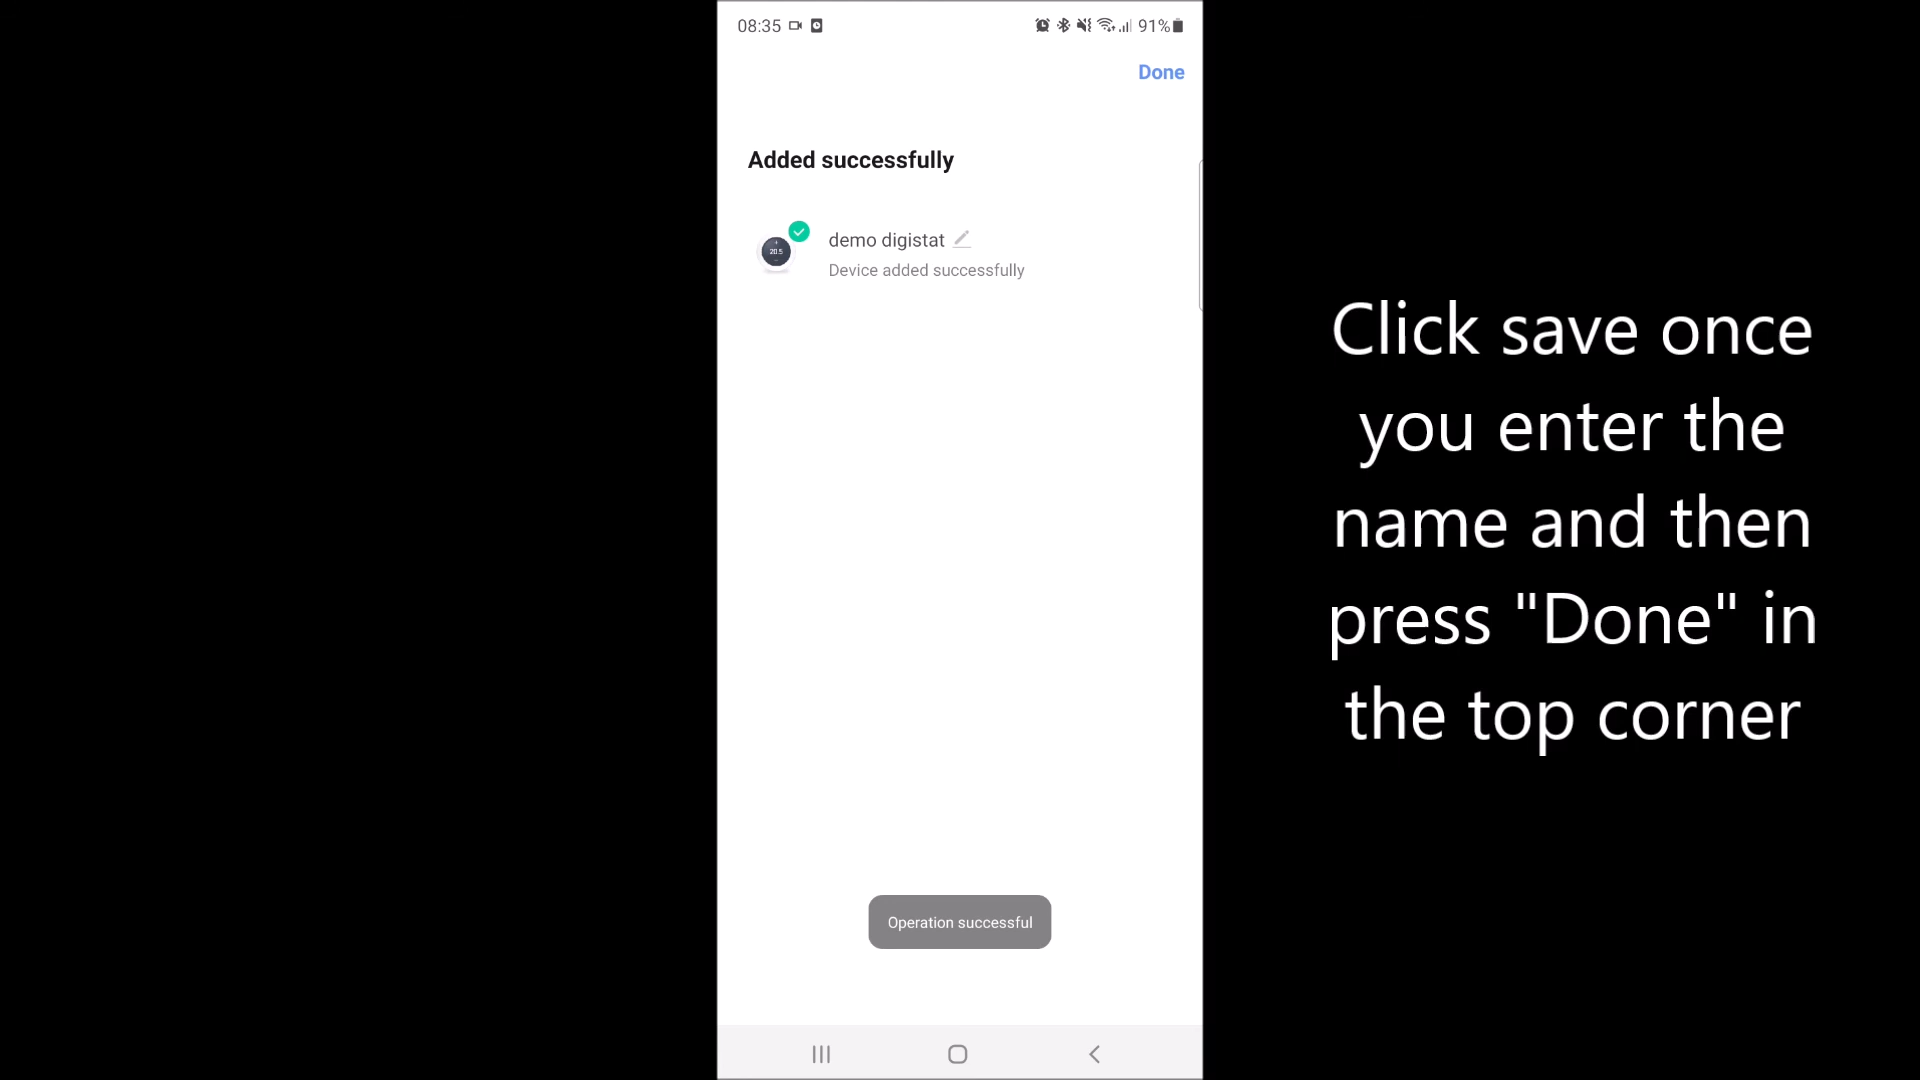 08:35
91%
Done
Added successfully
20.5
demo digistat
Device added successfully
Operation successful
Click save once
you enter the
name and then
press "Done" in
the top corner